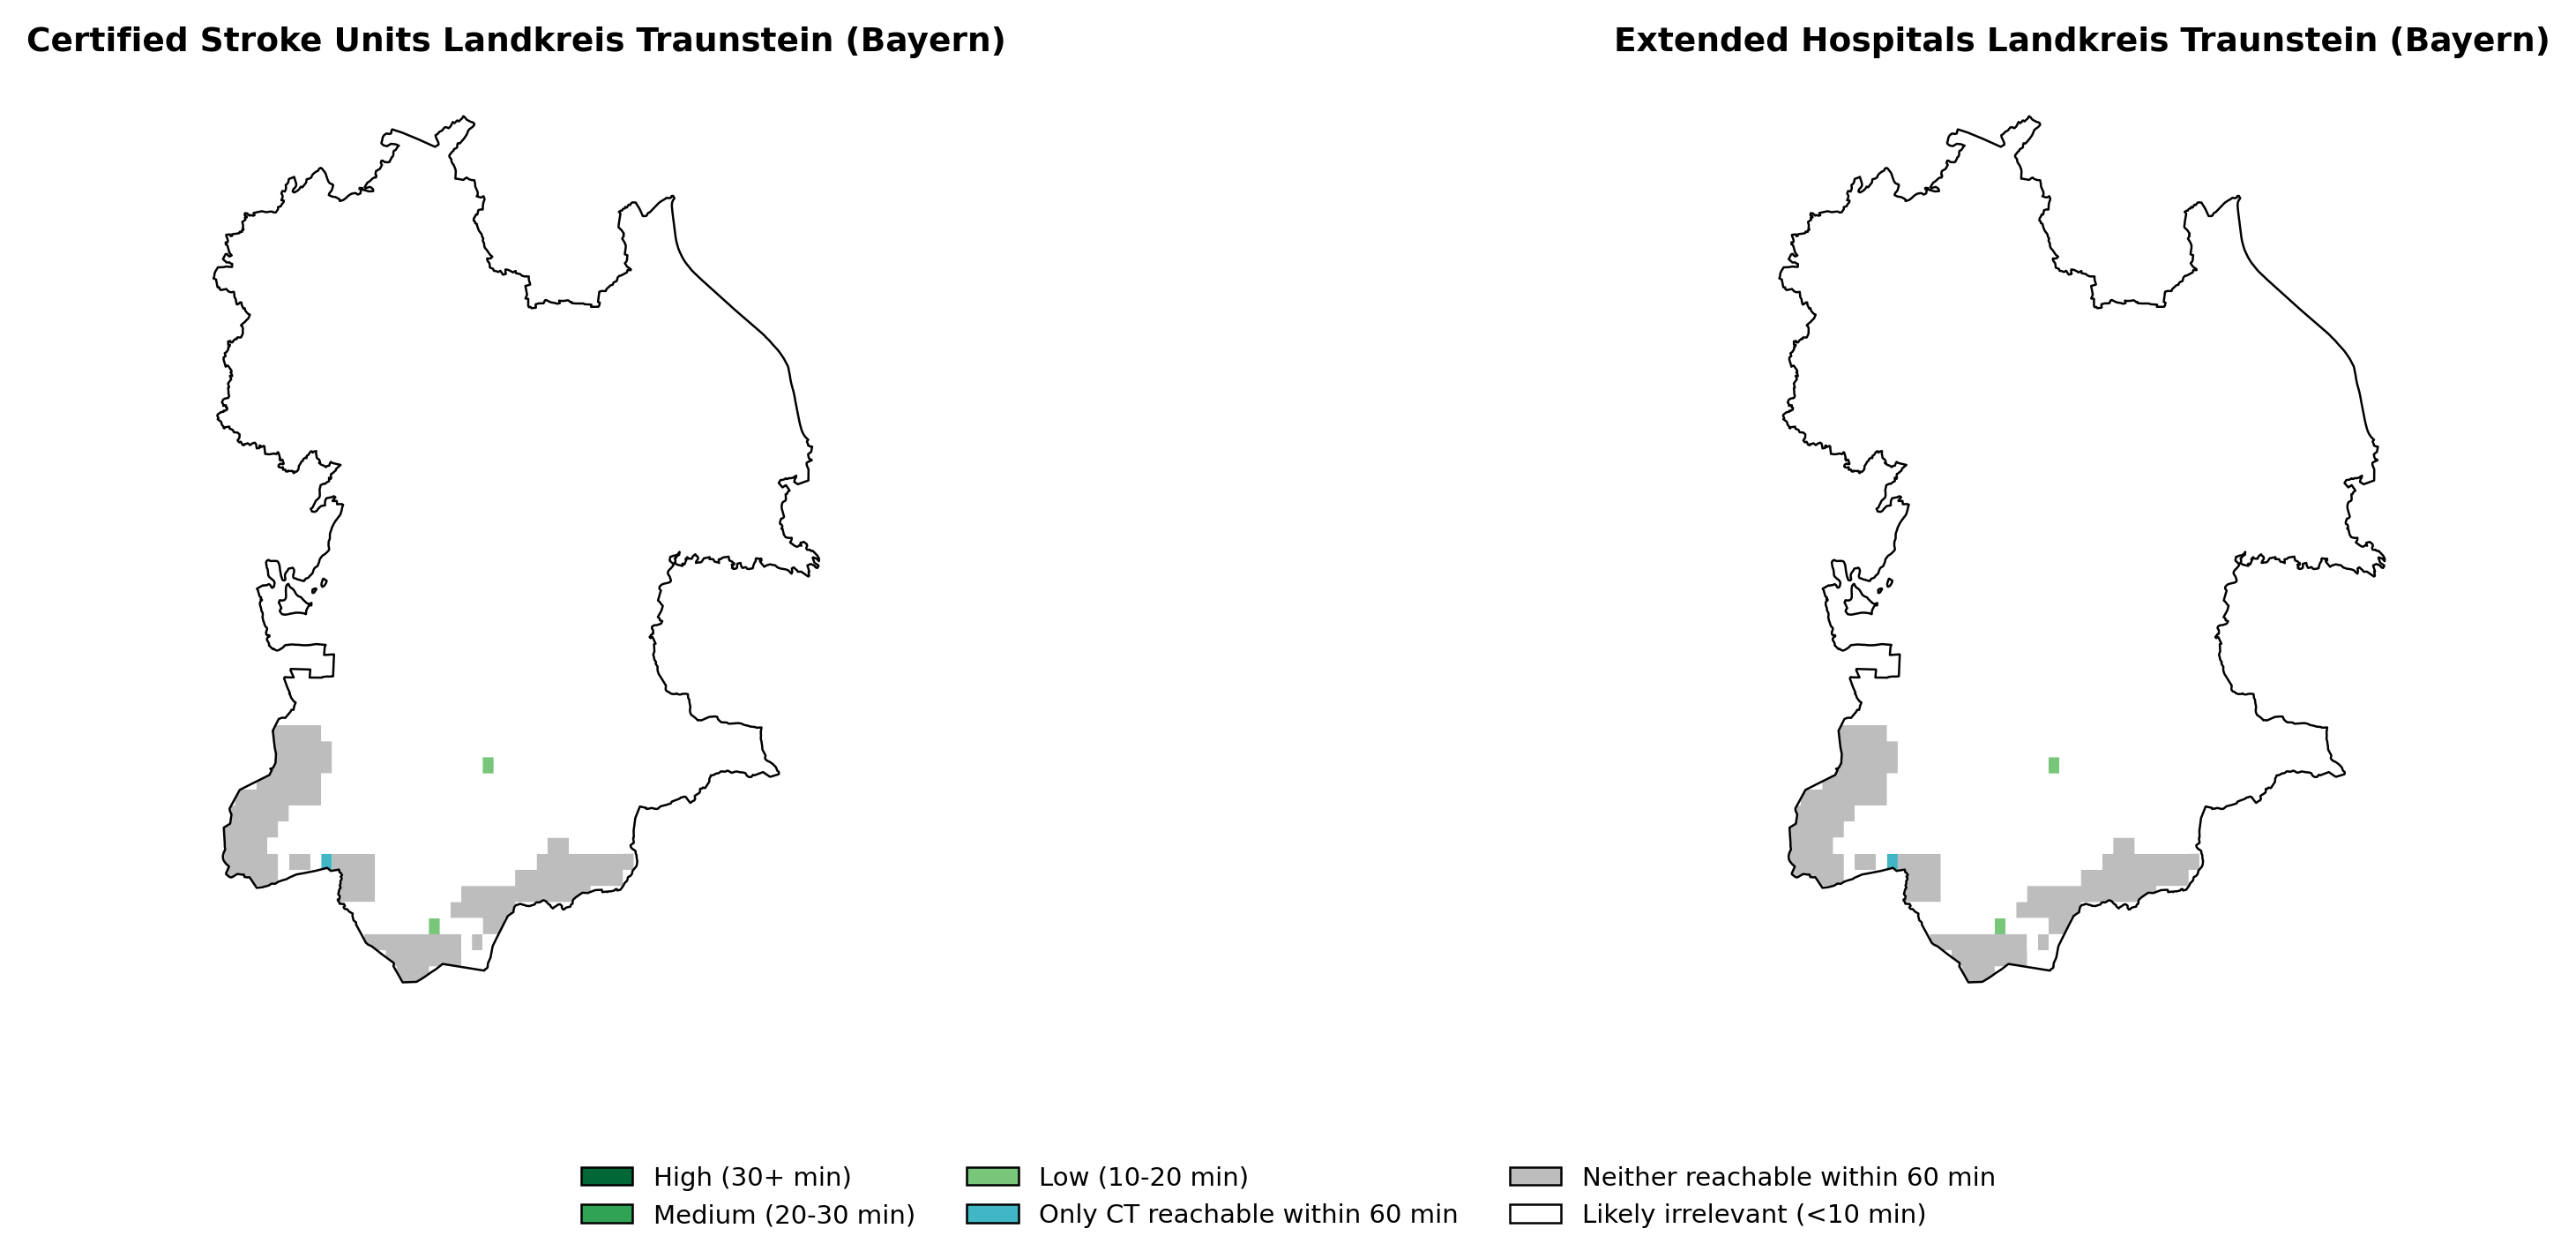 Certified Stroke Units Landkreis Traunstein (Bayern)
Extended Hospitals Landkreis Traunstein (Bayern)
High (30+ min)
Medium (20-30 min)
Low (10-20 min)
Only CT reachable within 60 min
Neither reachable within 60 min
Likely irrelevant (<10 min)